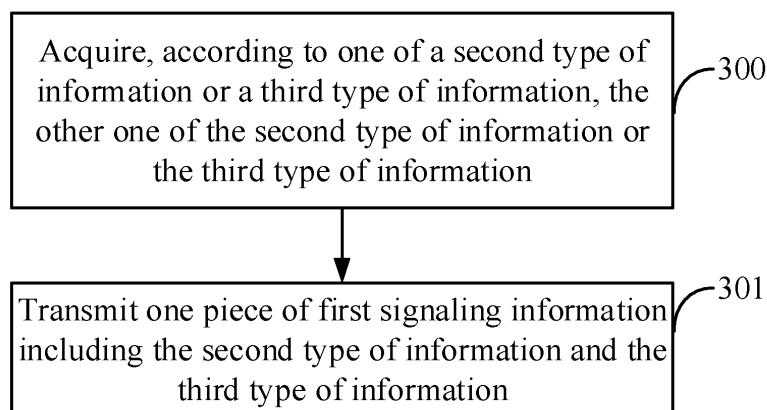 Acquire, according to one of a second type of
information or a third type of information, the
other one of the second type of information or
the third type of information
300
Transmit one piece of first signaling information
including the second type of information and the
third type of information
301